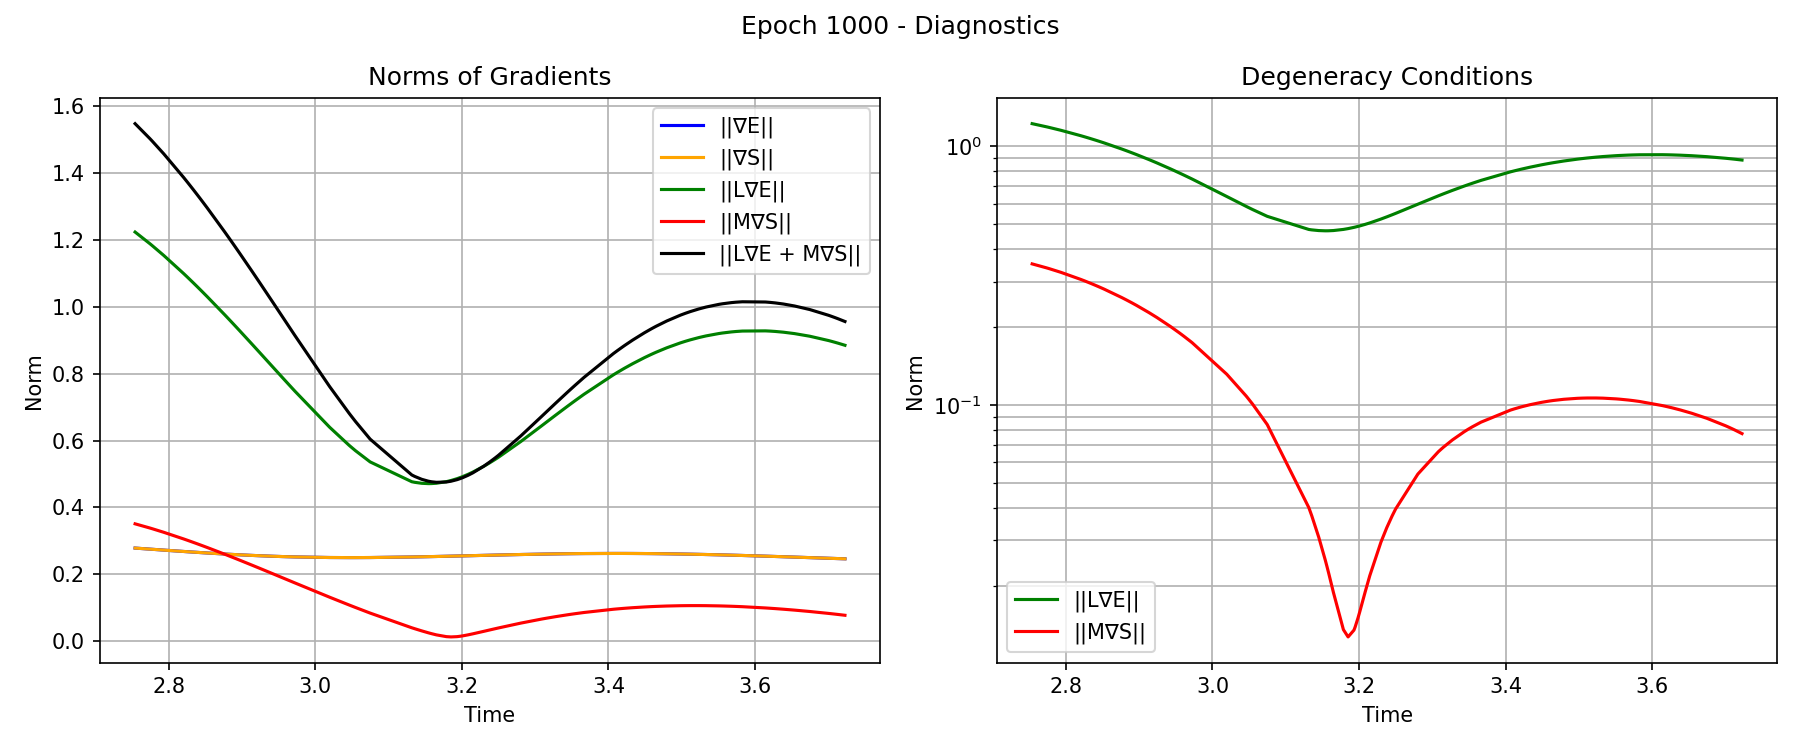 Epoch 1000 - Diagnostics
Norms of Gradients
1.6
1.4
1.2
1.0
0.8
0.6
0.4
0.2
0.0
Norm
2.8 3.0 3.2 3.4 3.6
Time
||∇E||
||∇S||
||L∇E||
||M∇S||
||L∇E + M∇S||
Degeneracy Conditions
10⁰
10⁻¹
Norm
2.8 3.0 3.2 3.4 3.6
Time
||L∇E||
||M∇S||